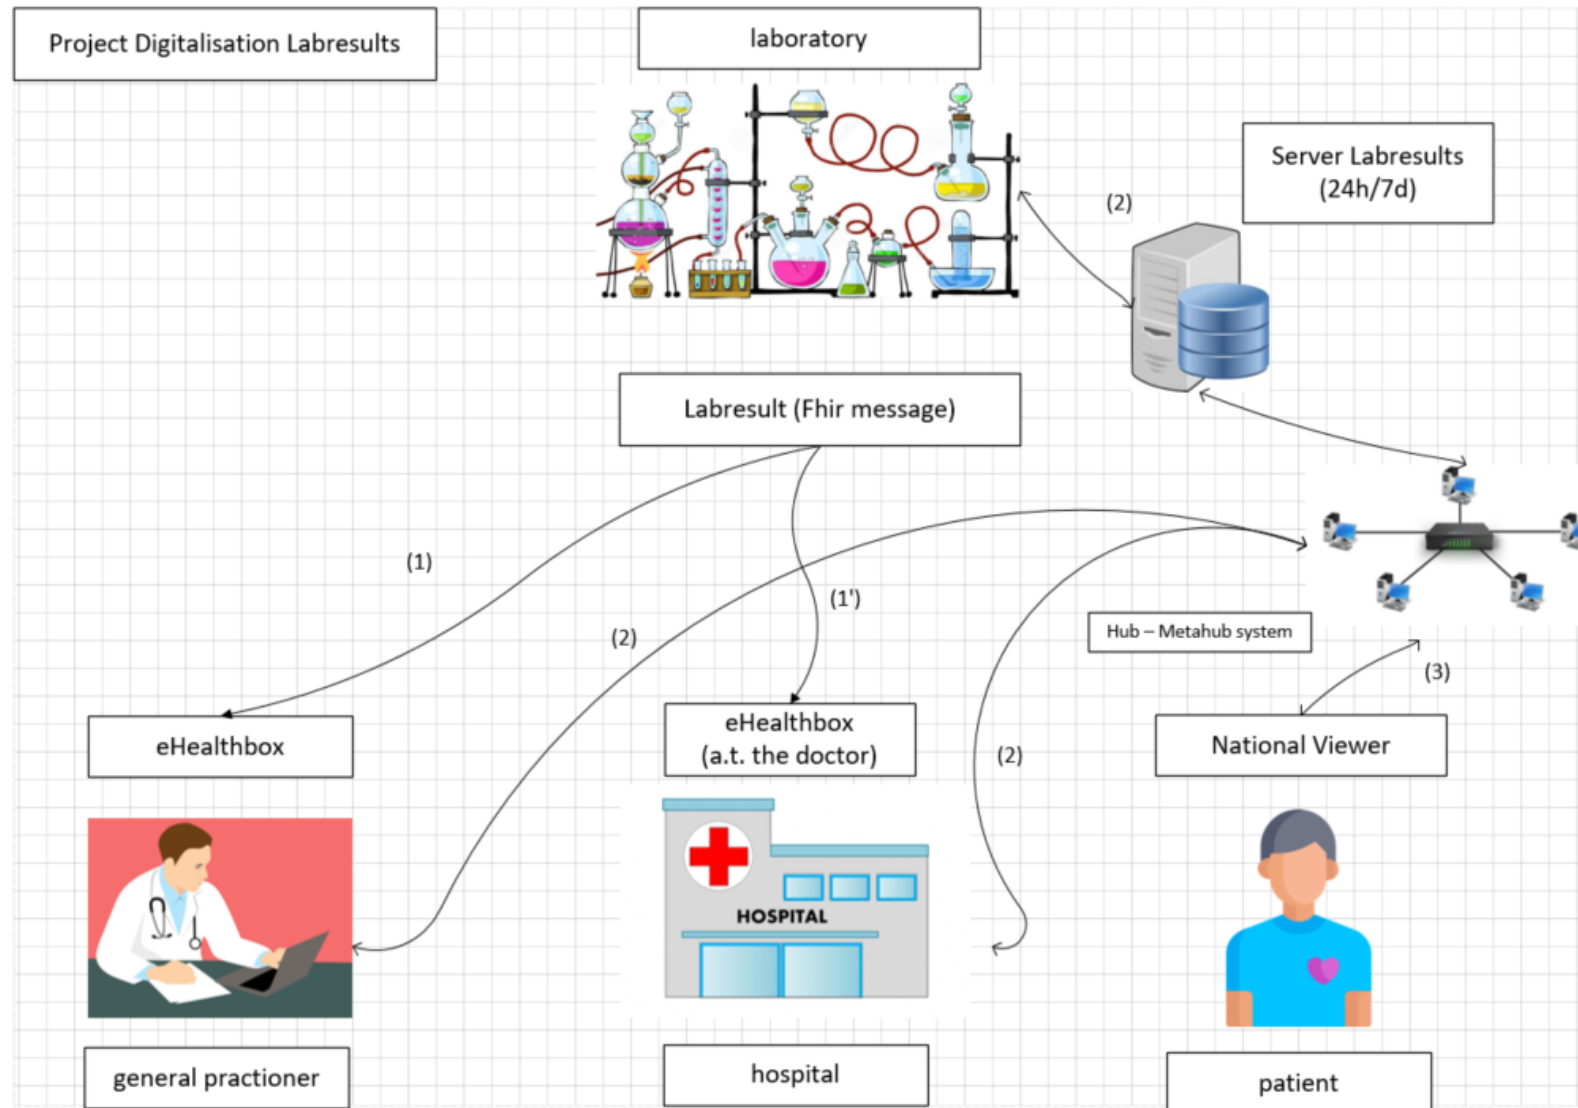 Project Digitalisation Labresults
laboratory
Server Labresults
(24h/7d)
(2)
Labresult (Fhir message)
(1)
(1')
(2)
Hub – Metahub system
(3)
eHealthbox
eHealthbox
(a.t. the doctor)
(2)
National Viewer
HOSPITAL
general practioner
hospital
patient